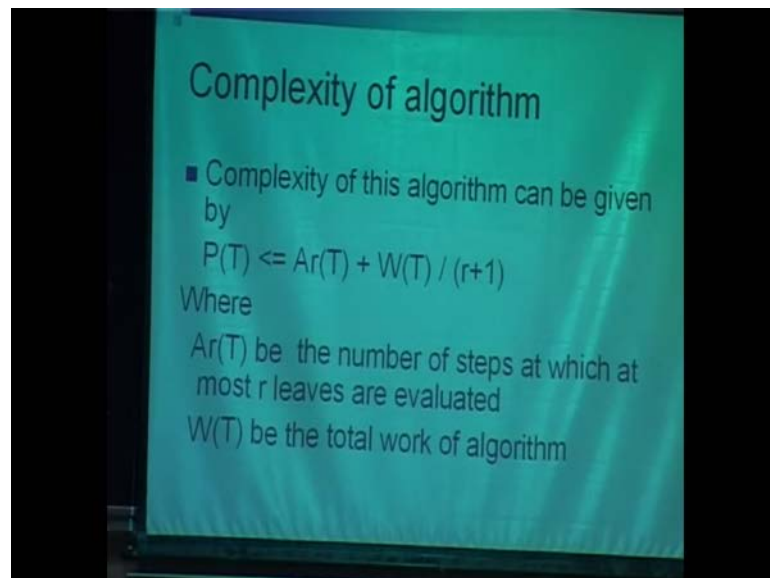 Complexity of algorithm
Complexity of this algorithm can be given
by
P(T) <= Ar(T) + W(T) / (r+1)
Where
Ar(T) be the number of steps at which at
most r leaves are evaluated
W(T) be the total work of algorithm